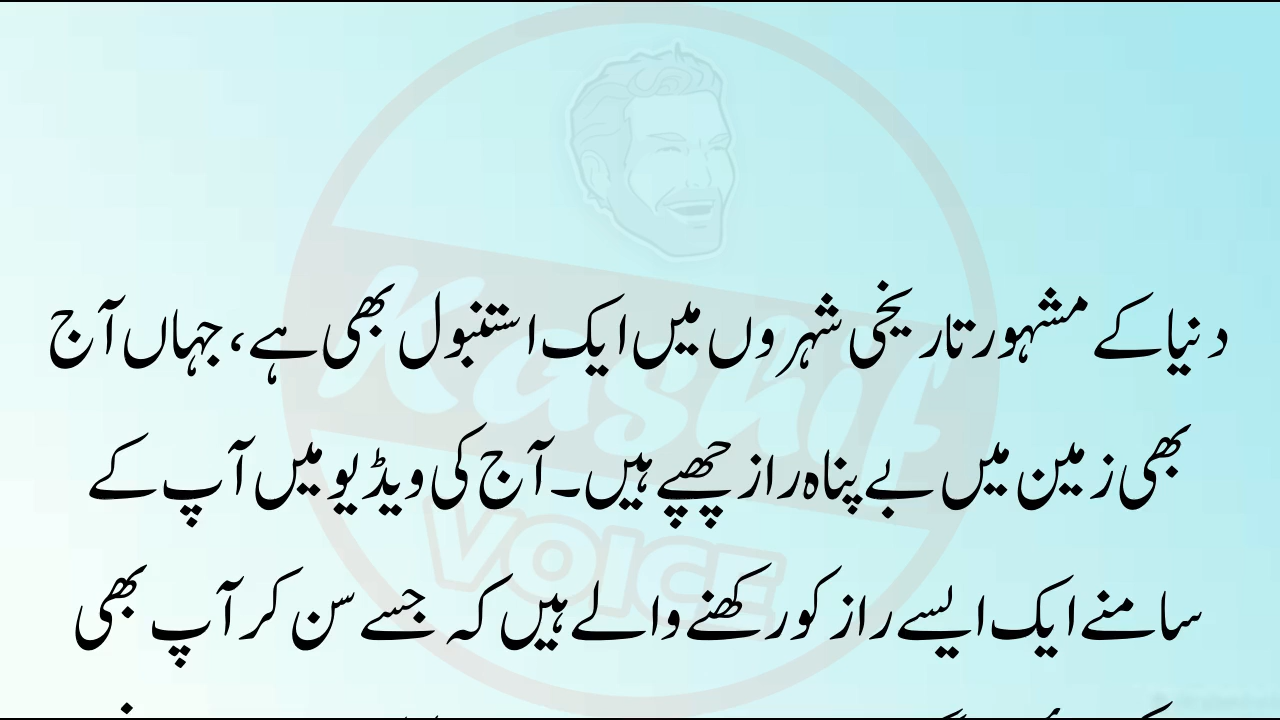 Kashif
VOICE
دنیا کے مشہور تاریخی شہروں میں ایک استنبول بھی ہے، جہاں آج
بھی زمین میں بے پناہ راز چھپے ہیں۔ آج کی ویڈیو میں آپ کے
سامنے ایک ایسے راز کو رکھنے والے ہیں کہ جسے سن کر آپ بھی